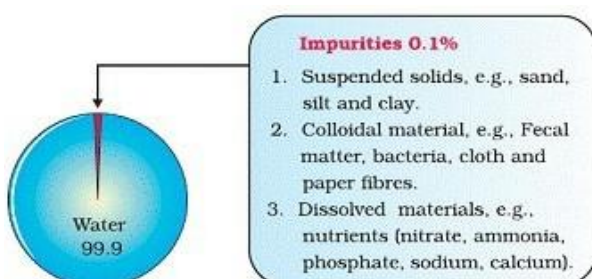 Impurities 0.1%
1. Suspended solids, e.g., sand,
silt and clay.
2. Colloidal material, e.g., Fecal
matter, bacteria, cloth and
paper fibres.
3. Dissolved materials, e.g.,
nutrients (nitrate, ammonia,
phosphate, sodium, calcium).
Water
99.9